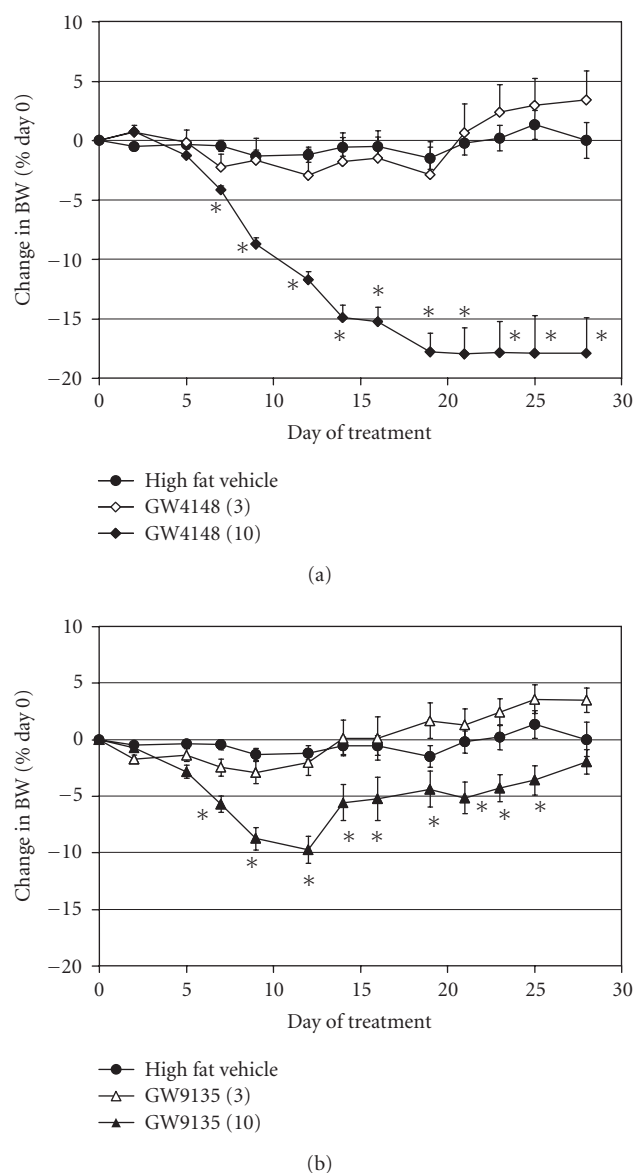 10
5
0
−5
−10
−15
−20
Change in BW (% day 0)
∗ ∗ ∗ ∗ ∗ ∗ ∗ ∗ ∗ ∗
0 5 10 15 20 25 30
Day of treatment
High fat vehicle
GW4148 (3)
GW4148 (10)
(a)
10
5
0
−5
−10
−15
−20
Change in BW (% day 0)
∗ ∗ ∗ ∗ ∗ ∗ ∗ ∗ ∗
0 5 10 15 20 25 30
Day of treatment
High fat vehicle
GW9135 (3)
GW9135 (10)
(b)